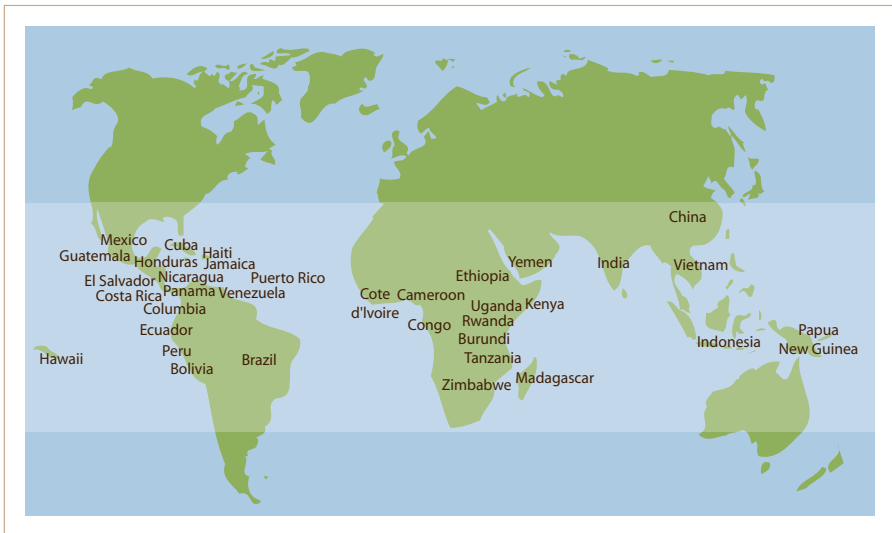 China
Mexico
Cuba
Haiti
Guatemala
Honduras
Jamaica
Yemen
India
Vietnam
El Salvador
Nicaragua
Puerto Rico
Ethiopia
Costa Rica
Panama
Venezuela
Cote
d'Ivoire
Cameroon
Uganda
Kenya
Columbia
Congo
Rwanda
Ecuador
Burundi
Papua
New Guinea
Indonesia
Hawaii
Peru
Bolivia
Brazil
Tanzania
Zimbabwe
Madagascar